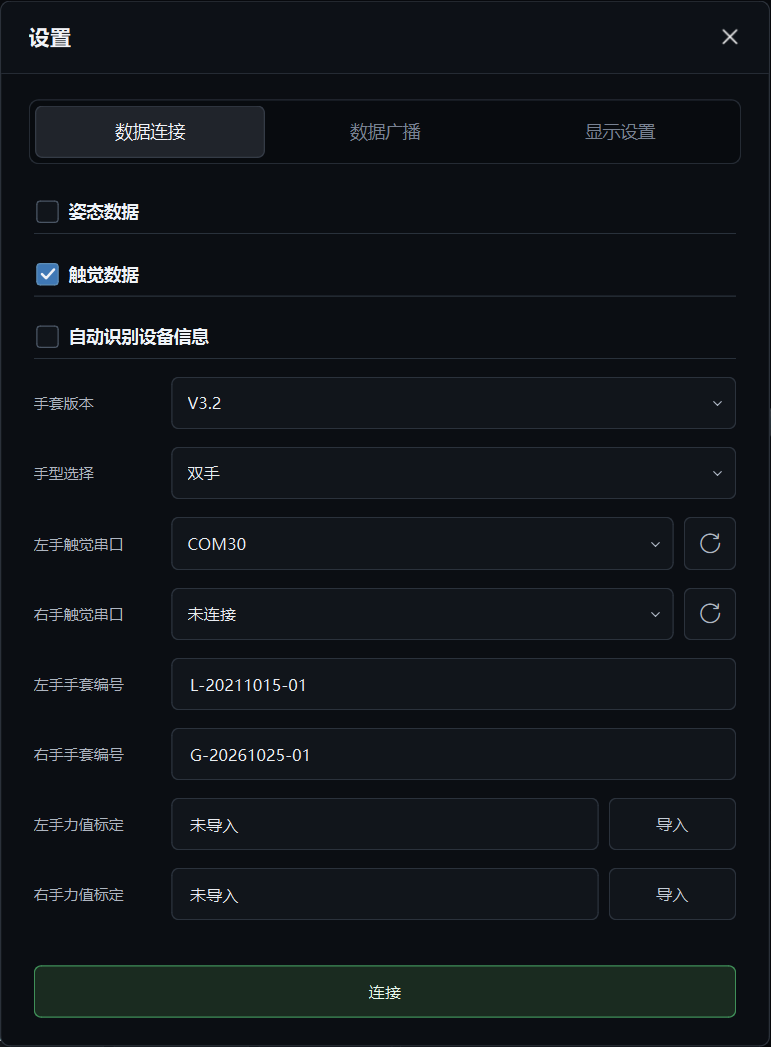 设置
数据连接 数据广播 显示设置
姿态数据
触觉数据
自动识别设备信息
手套版本 V3.2
手型选择 双手
左手触觉串口 COM30
右手触觉串口 未连接
左手手套编号 L-20211015-01
右手手套编号 G-20261025-01
左手力值标定 未导入 导入
右手力值标定 未导入 导入
连接